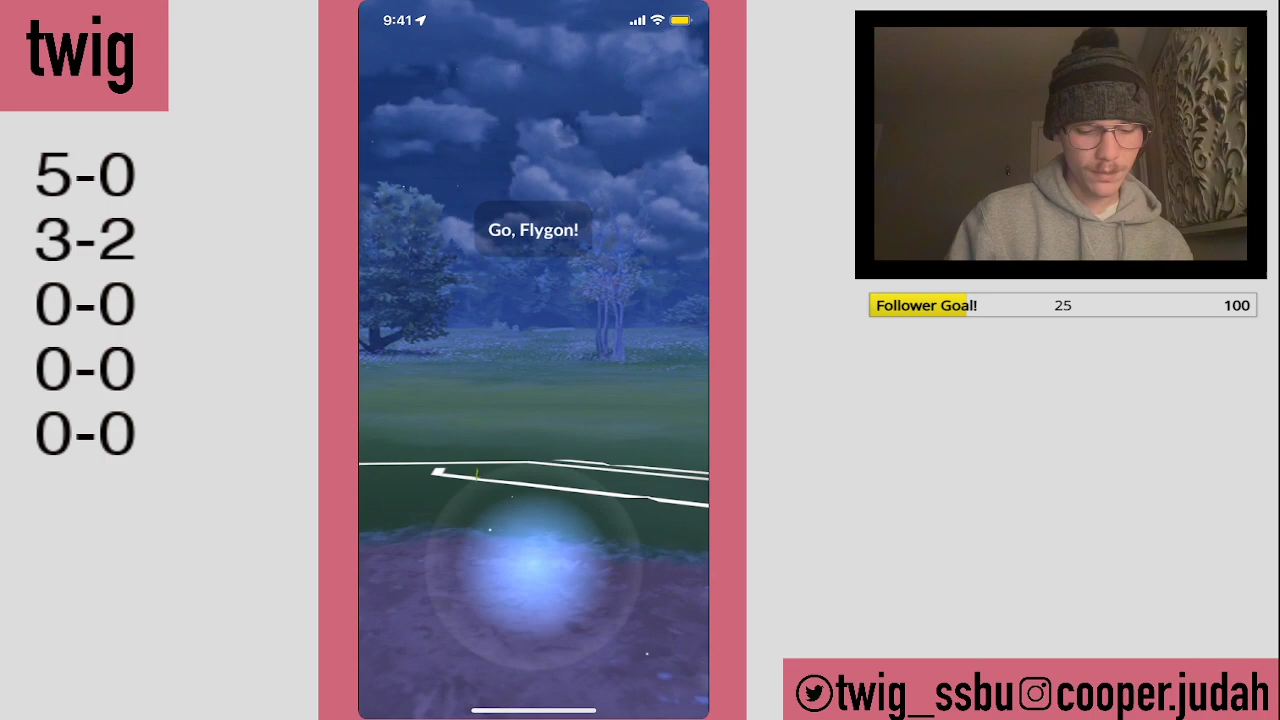 twig
5-0
3-2
0-0
0-0
0-0
9:41
Go, Flygon!
Follower Goal! 25 100
twig_ssbu cooper.judah